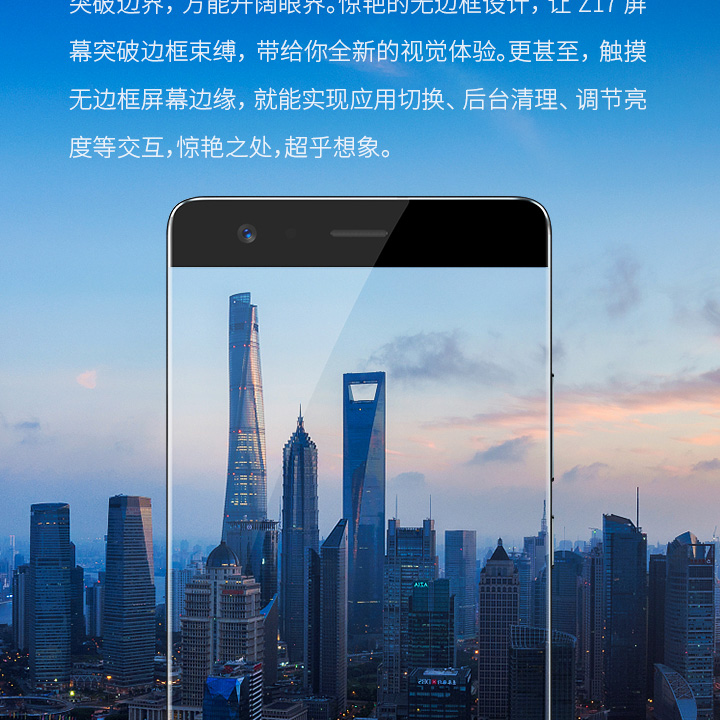 突破边界，方能开阔眼界。惊艳的无边框设计，让 Z17 屏
幕突破边框束缚，带给你全新的视觉体验。更甚至，触摸
无边框屏幕边缘，就能实现应用切换、后台清理、调节亮
度等交互，惊艳之处，超乎想象。
AIA